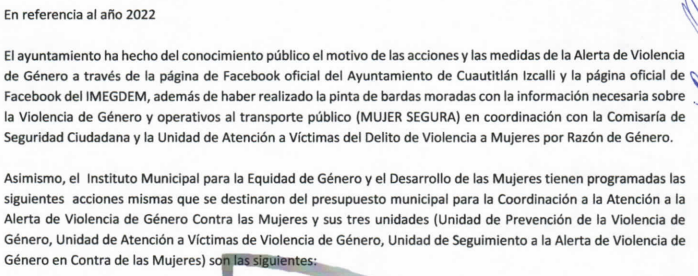 En referencia al año 2022
El ayuntamiento ha hecho del conocimiento público el motivo de las acciones y las medidas de la Alerta de Violencia
de Género a través de la página de Facebook oficial del Ayuntamiento de Cuautitlán Izcalli y la página oficial de
Facebook del IMEGDEM, además de haber realizado la pinta de bardas moradas con la información necesaria sobre
la Violencia de Género y operativos al transporte público (MUJER SEGURA) en coordinación con la Comisaría de
Seguridad Ciudadana y la Unidad de Atención a Víctimas del Delito de Violencia a Mujeres por Razón de Género.
Asimismo, el Instituto Municipal para la Equidad de Género y el Desarrollo de las Mujeres tienen programadas las
siguientes acciones mismas que se destinaron del presupuesto municipal para la Coordinación a la Atención a la
Alerta de Violencia de Género Contra las Mujeres y sus tres unidades (Unidad de Prevención de la Violencia de
Género, Unidad de Atención a Víctimas de Violencia de Género, Unidad de Seguimiento a la Alerta de Violencia de
Género en Contra de las Mujeres) son las siguientes: